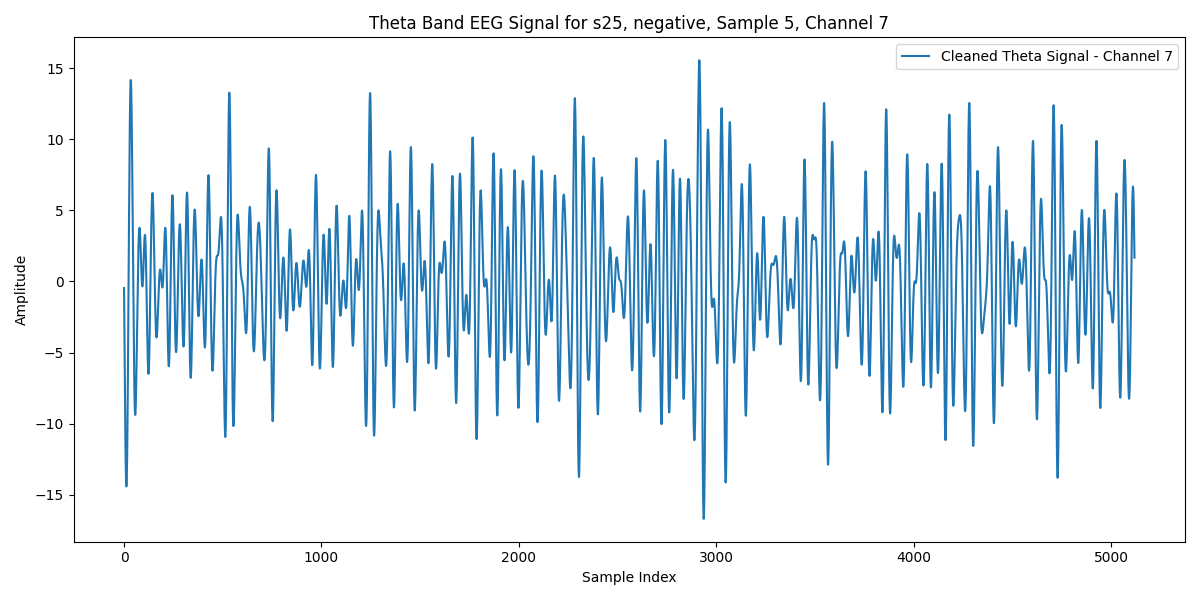 Theta Band EEG Signal for s25, negative, Sample 5, Channel 7
Cleaned Theta Signal - Channel 7
15
10
5
0
−5
−10
−15
Amplitude
0 1000 2000 3000 4000 5000
Sample Index